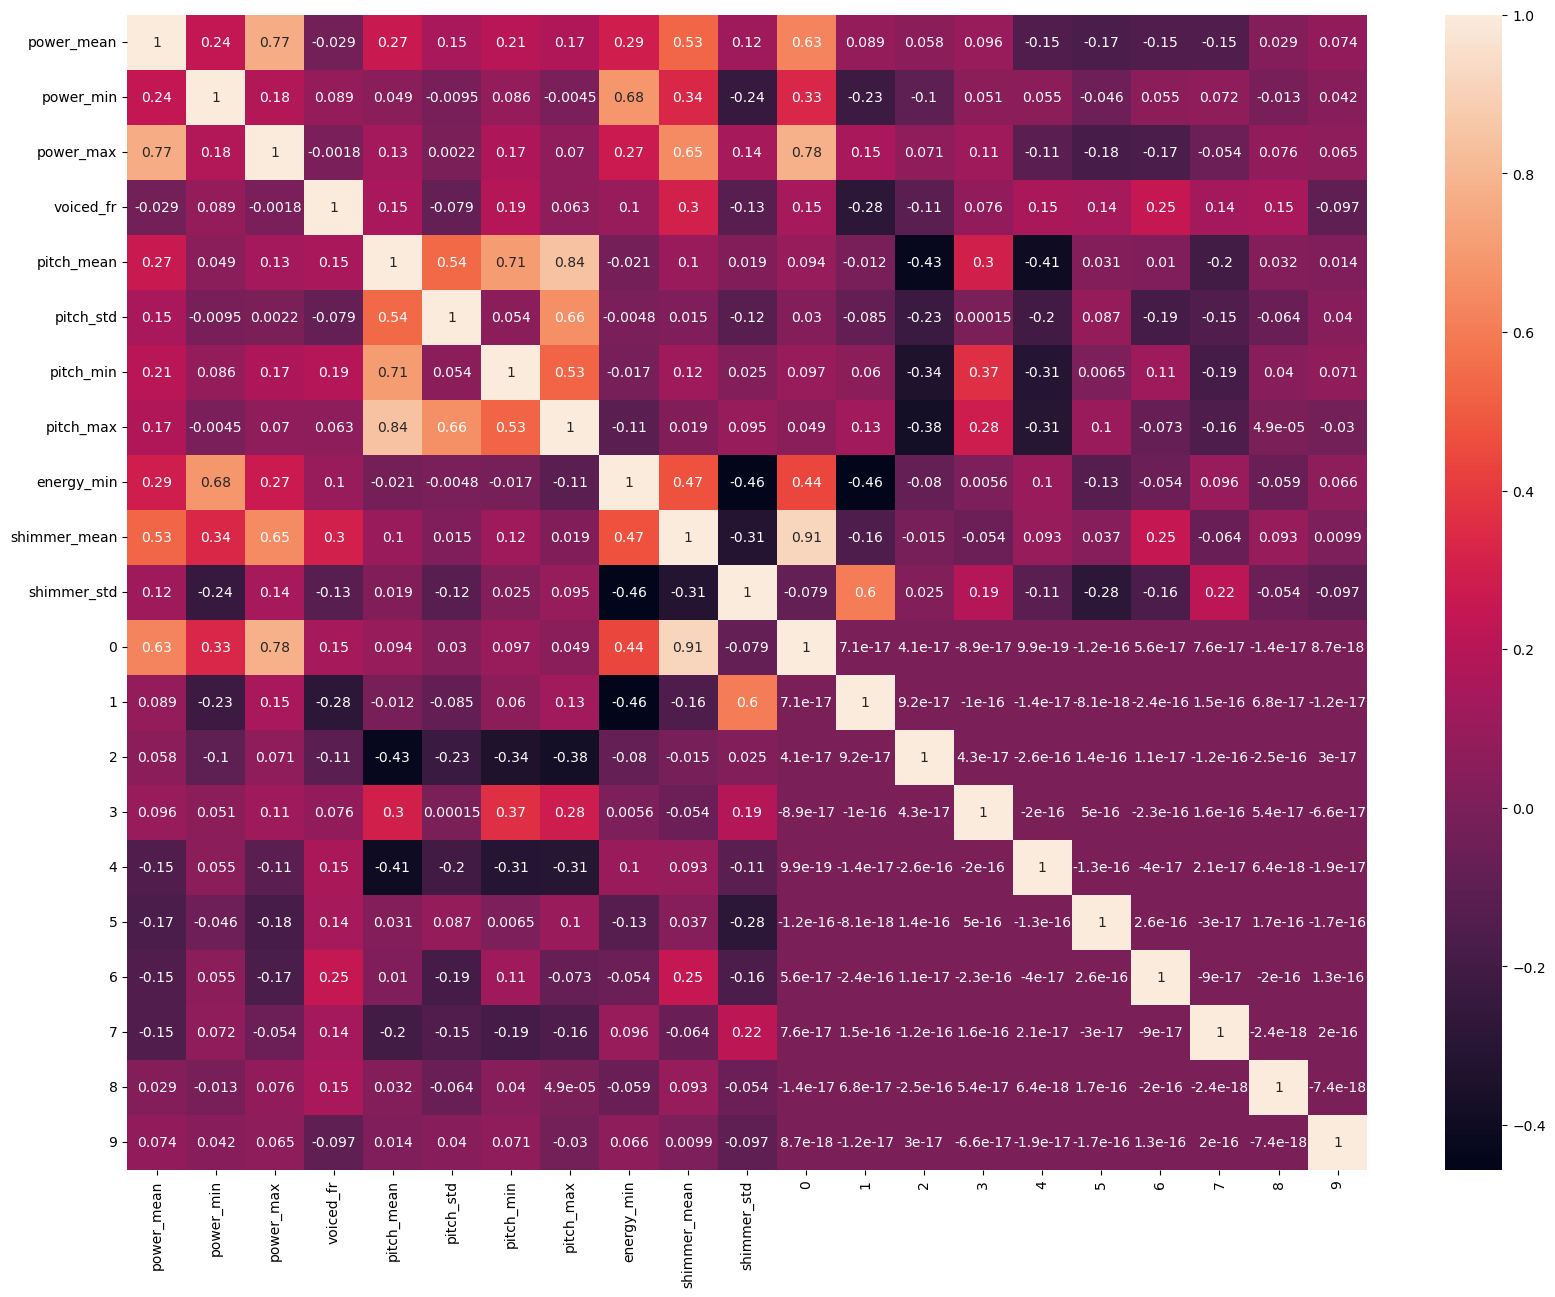 power_mean 1 0.24 0.77 -0.029 0.27 0.15 0.21 0.17 0.29 0.53 0.12 0.63 0.089 0.058 0.096 -0.15 -0.17 -0.15 -0.15 0.029 0.074
power_min 0.24 1 0.18 0.089 0.049 -0.0095 0.086 -0.0045 0.68 0.34 -0.24 0.33 -0.23 -0.1 0.051 0.055 -0.046 0.055 0.072 -0.013 0.042
power_max 0.77 0.18 1 -0.0018 0.13 0.0022 0.17 0.07 0.27 0.65 0.14 0.78 0.15 0.071 0.11 -0.11 -0.18 -0.17 -0.054 0.076 0.065
voiced_fr -0.029 0.089 -0.0018 1 0.15 -0.079 0.19 0.063 0.1 0.3 -0.13 0.15 -0.28 -0.11 0.076 0.15 0.14 0.25 0.14 0.15 -0.097
pitch_mean 0.27 0.049 0.13 0.15 1 0.54 0.71 0.84 -0.021 0.1 0.019 0.094 -0.012 -0.43 0.3 -0.41 0.031 0.01 -0.2 0.032 0.014
pitch_std 0.15 -0.0095 0.0022 -0.079 0.54 1 0.054 0.66 -0.0048 0.015 -0.12 0.03 -0.085 -0.23 0.00015 -0.2 0.087 -0.19 -0.15 -0.064 0.04
pitch_min 0.21 0.086 0.17 0.19 0.71 0.054 1 0.53 -0.017 0.12 0.025 0.097 0.06 -0.34 0.37 -0.31 0.0065 0.11 -0.19 0.04 0.071
pitch_max 0.17 -0.0045 0.07 0.063 0.84 0.66 0.53 1 -0.11 0.019 0.095 0.049 0.13 -0.38 0.28 -0.31 0.1 -0.073 -0.16 4.9e-05 -0.03
energy_min 0.29 0.68 0.27 0.1 -0.021 -0.0048 -0.017 -0.11 1 0.47 -0.46 0.44 -0.46 -0.08 0.0056 0.1 -0.13 -0.054 0.096 -0.059 0.066
shimmer_mean 0.53 0.34 0.65 0.3 0.1 0.015 0.12 0.019 0.47 1 -0.31 0.91 -0.16 -0.015 -0.054 0.093 0.037 0.25 -0.064 0.093 0.0099
shimmer_std 0.12 -0.24 0.14 -0.13 0.019 -0.12 0.025 0.095 -0.46 -0.31 1 -0.079 0.6 0.025 0.19 -0.11 -0.28 -0.16 0.22 -0.054 -0.097
0 0.63 0.33 0.78 0.15 0.094 0.03 0.097 0.049 0.44 0.91 -0.079 1 7.1e-17 4.1e-17 -8.9e-17 9.9e-19 -1.2e-16 5.6e-17 7.6e-17 -1.4e-17 8.7e-18
1 0.089 -0.23 0.15 -0.28 -0.012 -0.085 0.06 0.13 -0.46 -0.16 0.6 7.1e-17 1 9.2e-17 -1e-16 -1.4e-17 -8.1e-18 -2.4e-16 1.5e-16 6.8e-17 -1.2e-17
2 0.058 -0.1 0.071 -0.11 -0.43 -0.23 -0.34 -0.38 -0.08 -0.015 0.025 4.1e-17 9.2e-17 1 4.3e-17 -2.6e-16 1.4e-16 1.1e-17 -1.2e-16 -2.5e-16 3e-17
3 0.096 0.051 0.11 0.076 0.3 0.00015 0.37 0.28 0.0056 -0.054 0.19 -8.9e-17 -1e-16 4.3e-17 1 -2e-16 5e-16 -2.3e-16 1.6e-16 5.4e-17 -6.6e-17
4 -0.15 0.055 -0.11 0.15 -0.41 -0.2 -0.31 -0.31 0.1 0.093 -0.11 9.9e-19 -1.4e-17 -2.6e-16 -2e-16 1 -1.3e-16 -4e-17 2.1e-17 6.4e-18 -1.9e-17
5 -0.17 -0.046 -0.18 0.14 0.031 0.087 0.0065 0.1 -0.13 0.037 -0.28 -1.2e-16 -8.1e-18 1.4e-16 5e-16 -1.3e-16 1 2.6e-16 -3e-17 1.7e-16 -1.7e-16
6 -0.15 0.055 -0.17 0.25 0.01 -0.19 0.11 -0.073 -0.054 0.25 -0.16 5.6e-17 -2.4e-16 1.1e-17 -2.3e-16 -4e-17 2.6e-16 1 -9e-17 -2e-16 1.3e-16
7 -0.15 0.072 -0.054 0.14 -0.2 -0.15 -0.19 -0.16 0.096 -0.064 0.22 7.6e-17 1.5e-16 -1.2e-16 1.6e-16 2.1e-17 -3e-17 -9e-17 1 -2.4e-18 2e-16
8 0.029 -0.013 0.076 0.15 0.032 -0.064 0.04 4.9e-05 -0.059 0.093 -0.054 -1.4e-17 6.8e-17 -2.5e-16 5.4e-17 6.4e-18 1.7e-16 -2e-16 -2.4e-18 1 -7.4e-18
9 0.074 0.042 0.065 -0.097 0.014 0.04 0.071 -0.03 0.066 0.0099 -0.097 8.7e-18 -1.2e-17 3e-17 -6.6e-17 -1.9e-17 -1.7e-16 1.3e-16 2e-16 -7.4e-18 1
power_mean power_min power_max voiced_fr pitch_mean pitch_std pitch_min pitch_max energy_min shimmer_mean shimmer_std 0 1 2 3 4 5 6 7 8 9
1.0
0.8
0.6
0.4
0.2
0.0
−0.2
−0.4